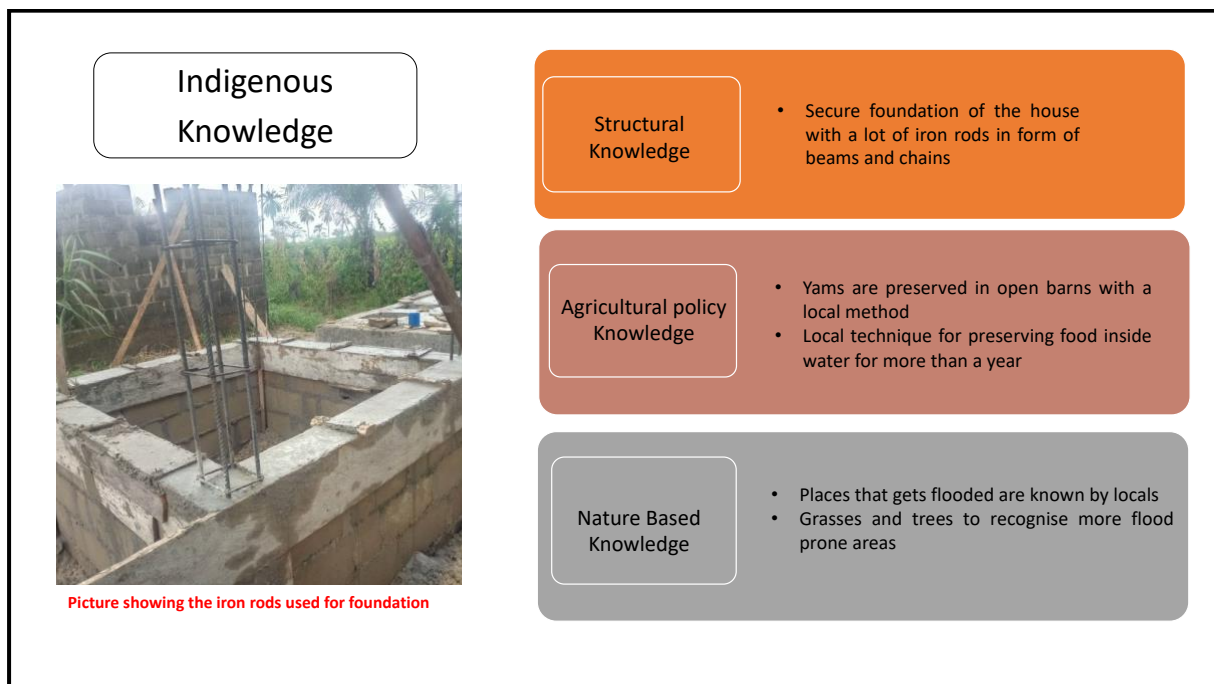 Indigenous
Knowledge
Picture showing the iron rods used for foundation
Structural
Knowledge
• Secure foundation of the house
with a lot of iron rods in form of
beams and chains
Agricultural policy
Knowledge
• Yams are preserved in open barns with a
local method
• Local technique for preserving food inside
water for more than a year
Nature Based
Knowledge
• Places that gets flooded are known by locals
• Grasses and trees to recognise more flood
prone areas